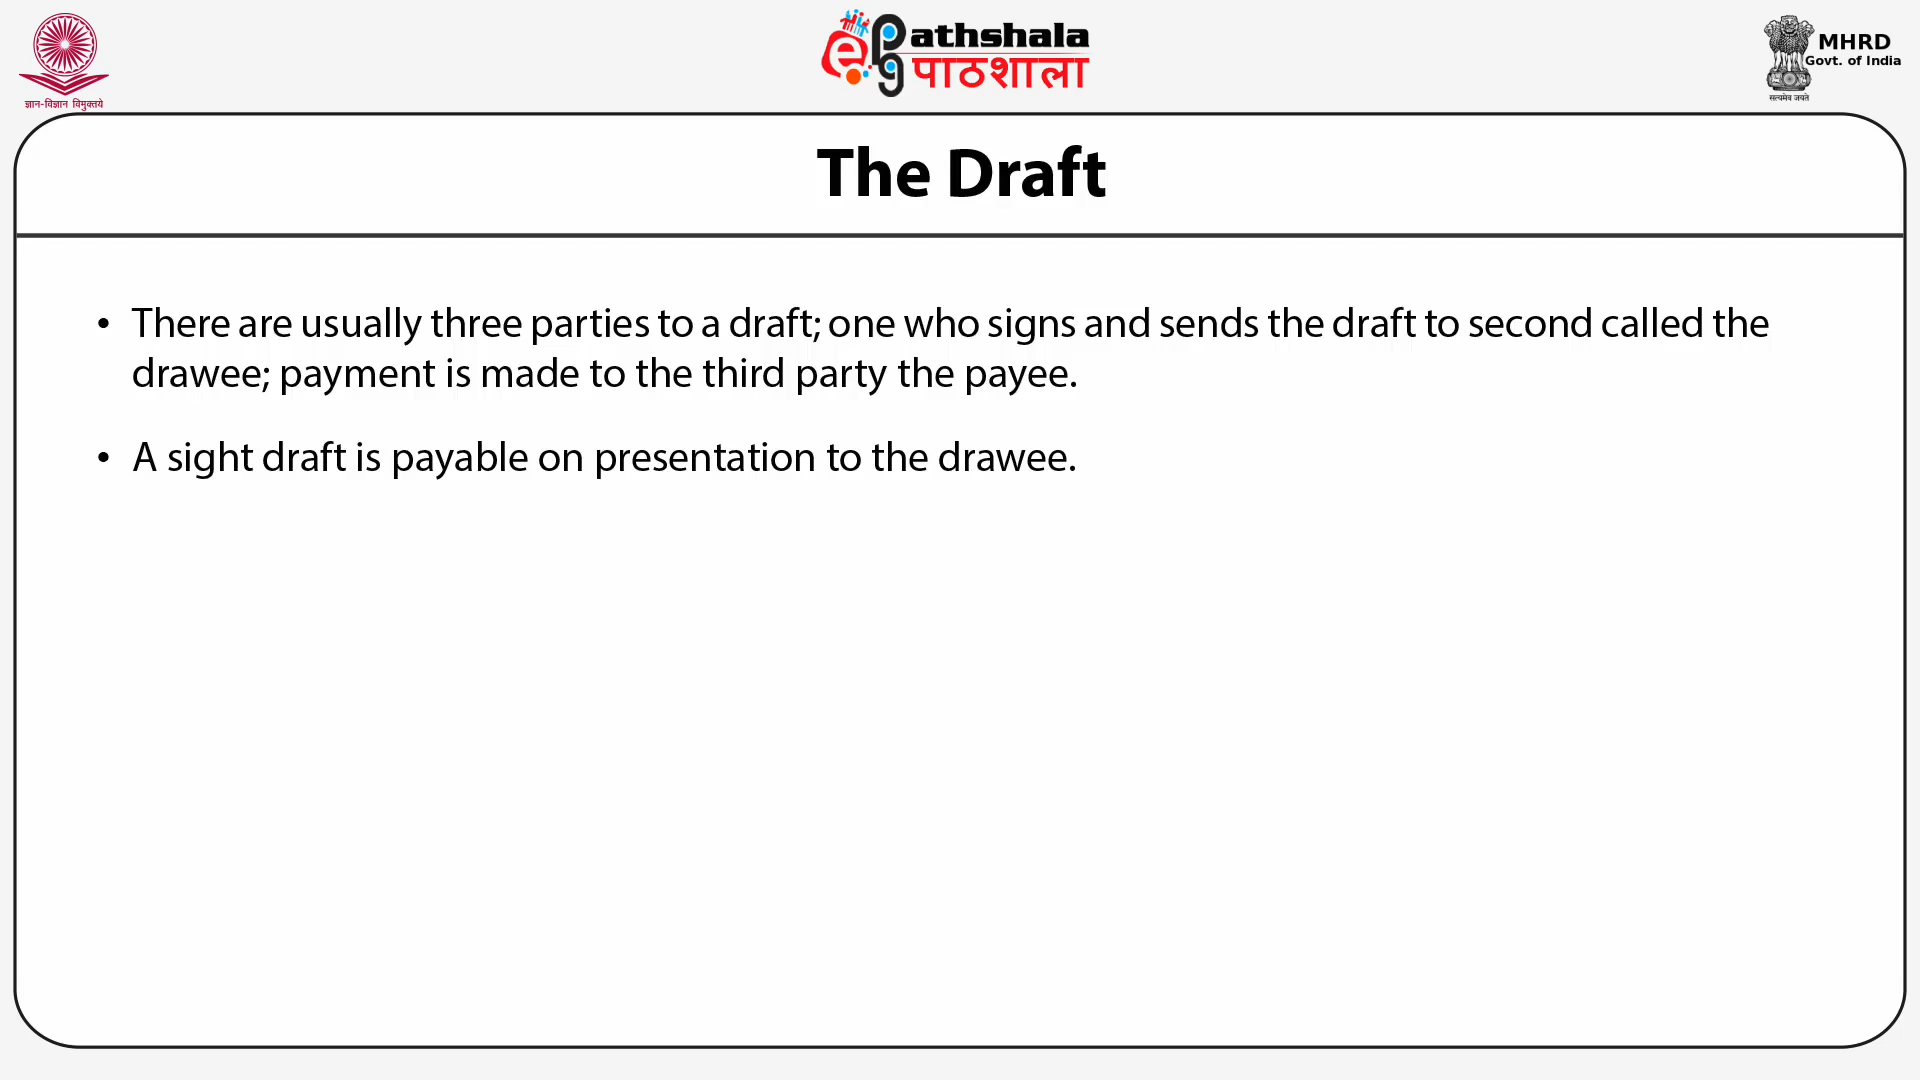 ज्ञान-विज्ञान विमुक्तये
e pg athshala
पाठशाला
MHRD
Govt. of India
सत्यमेव जयते
The Draft
• There are usually three parties to a draft; one who signs and sends the draft to second called the
drawee; payment is made to the third party the payee.
• A sight draft is payable on presentation to the drawee.